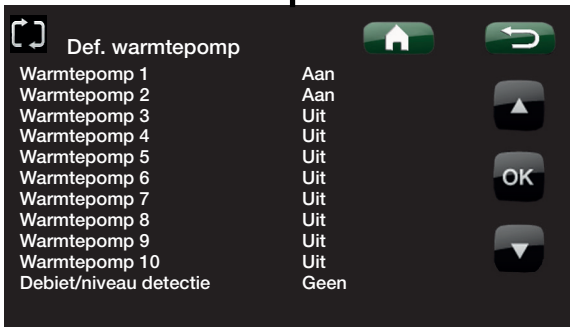 Def. warmtepomp
Warmtepomp 1 Aan
Warmtepomp 2 Aan
Warmtepomp 3 Uit
Warmtepomp 4 Uit
Warmtepomp 5 Uit
Warmtepomp 6 Uit
Warmtepomp 7 Uit
Warmtepomp 8 Uit
Warmtepomp 9 Uit
Warmtepomp 10 Uit
Debiet/niveau detectie Geen
OK